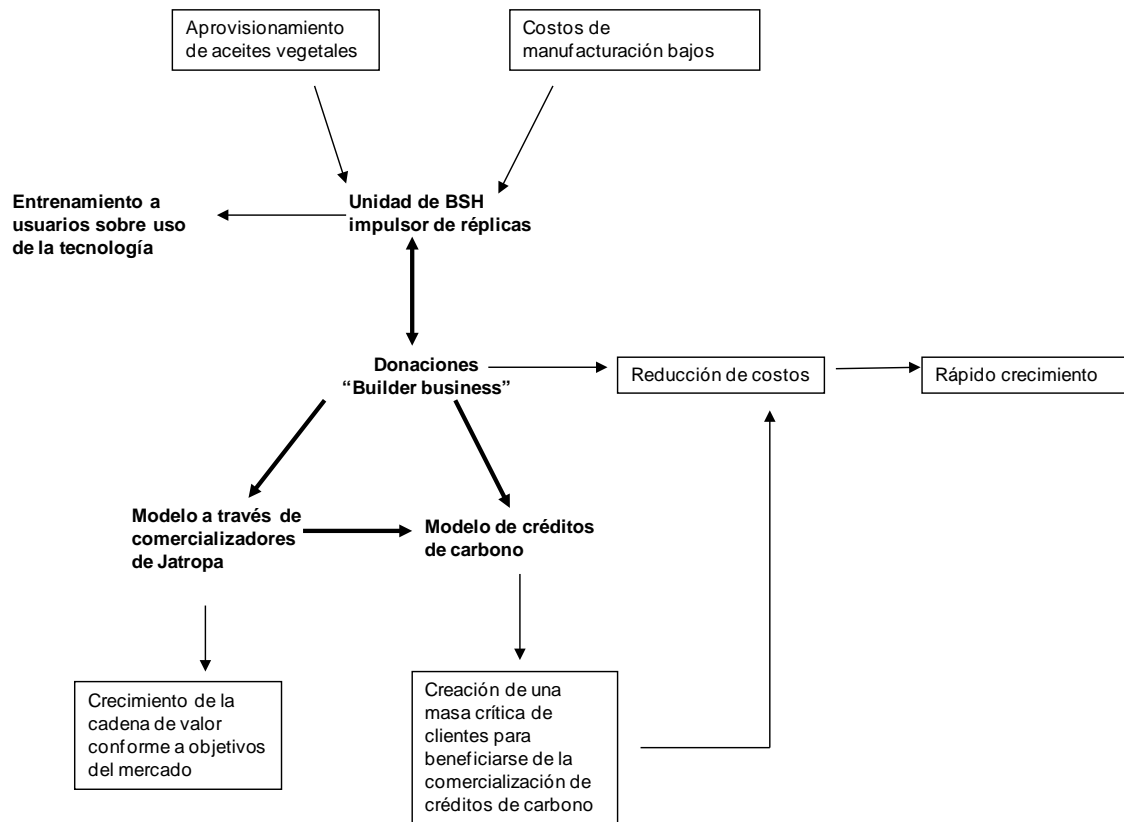 Aprovisionamiento
de aceites vegetales
Costos de
manufacturación bajos
Entrenamiento a
usuarios sobre uso
de la tecnología
Unidad de BSH
impulsor de réplicas
Donaciones
“Builder business”
Reducción de costos
Rápido crecimiento
Modelo a través de
comercializadores
de Jatropa
Modelo de créditos
de carbono
Crecimiento de la
cadena de valor
conforme a objetivos
del mercado
Creación de una
masa crítica de
clientes para
beneficiarse de la
comercialización de
créditos de carbono